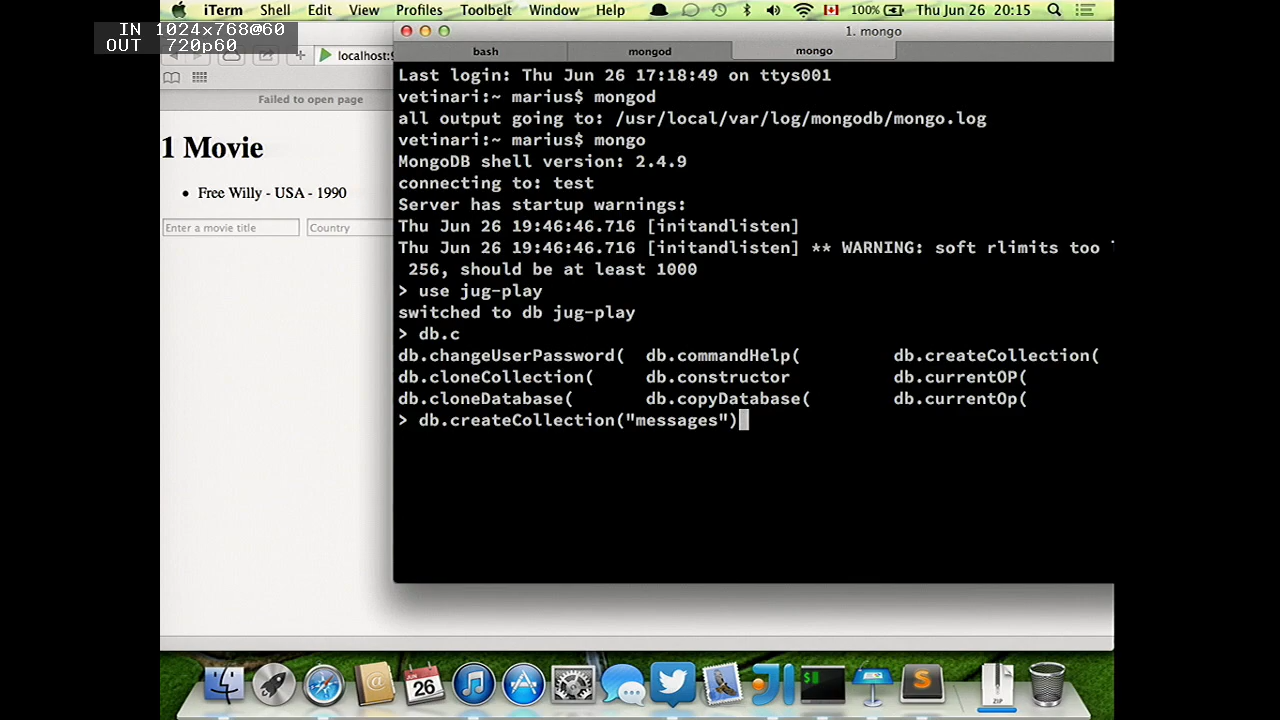 iTerm Shell Edit View Profiles Toolbelt Window Help 100% Thu Jun 26 20:15
IN 1024x768@60
OUT 720p60
1. mongo
bash mongod mongo
Failed to open page
1 Movie
Free Willy - USA - 1990
Enter a movie title Country
Last login: Thu Jun 26 17:18:49 on ttys001
vetinari:~ marius$ mongod
all output going to: /usr/local/var/log/mongodb/mongo.log
vetinari:~ marius$ mongo
MongoDB shell version: 2.4.9
connecting to: test
Server has startup warnings:
Thu Jun 26 19:46:46.716 [initandlisten]
Thu Jun 26 19:46:46.716 [initandlisten] ** WARNING: soft rlimits too
256, should be at least 1000
> use jug-play
switched to db jug-play
> db.c
db.changeUserPassword( db.commandHelp( db.createCollection(
db.cloneCollection( db.constructor db.currentOP(
db.cloneDatabase( db.copyDatabase( db.currentOp(
> db.createCollection("messages")
JUN
26
$
ZIP